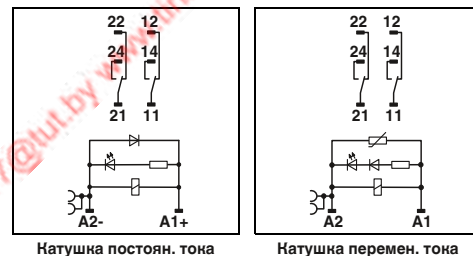 22 12 22 12
24 14 24 14
21 11 21 11
A2- A1+ A2 A1
Катушка постоян. тока Катушка перемен. тока